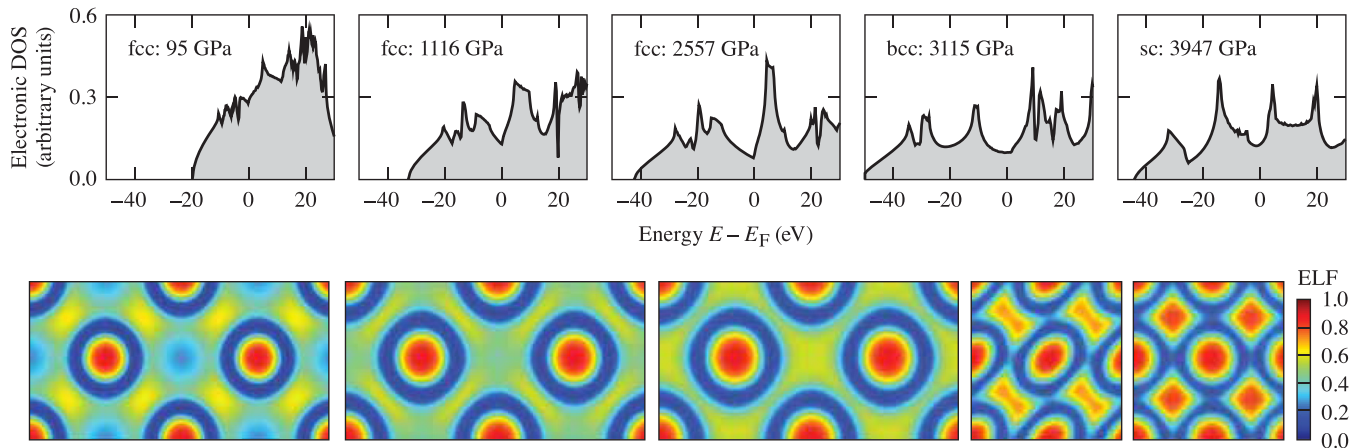 Electronic DOS
(arbitrary units)
0.6
0.3
0.0
fcc: 95 GPa
fcc: 1116 GPa
fcc: 2557 GPa
bcc: 3115 GPa
sc: 3947 GPa
−40 −20 0 20
−40 −20 0 20
−40 −20 0 20
−40 −20 0 20
−40 −20 0 20
Energy E − EF (eV)
ELF
1.0
0.8
0.6
0.4
0.2
0.0